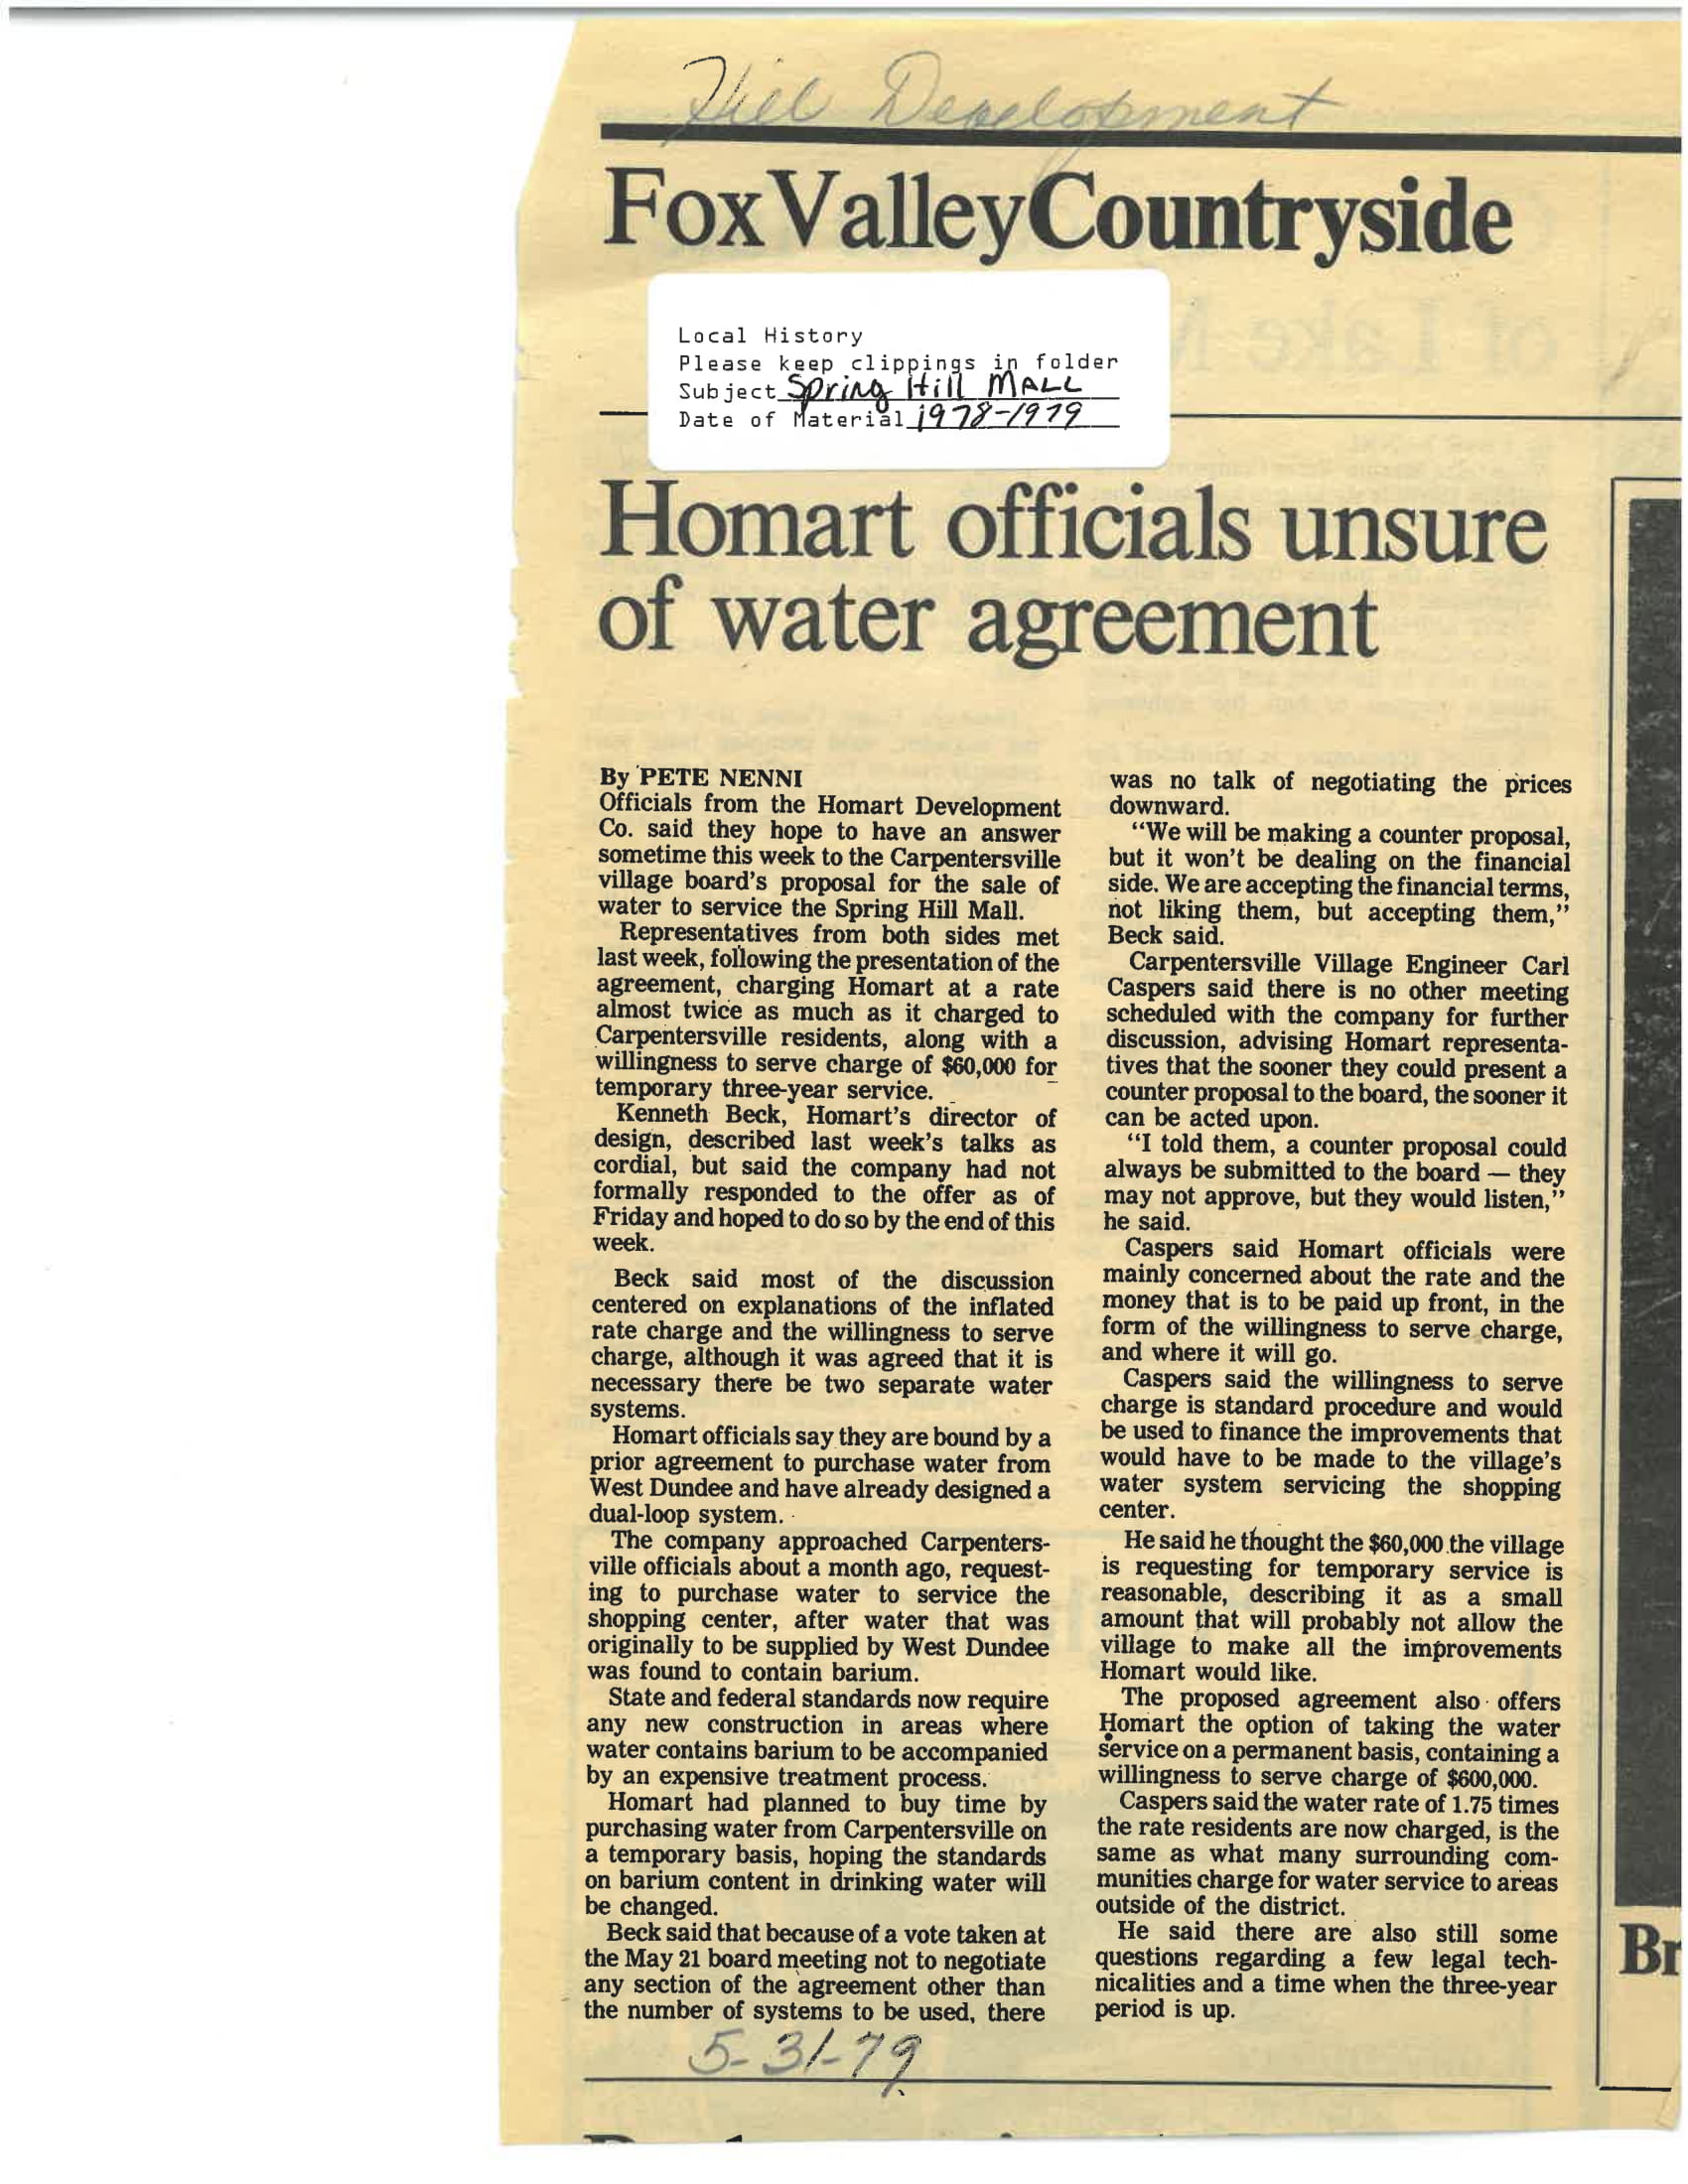 Hill Development
Fox Valley Countryside
Local History
Please keep clippings in folder
Subject Spring Hill MALL
Date of Material 1978-1979
Homart officials unsure
of water agreement
By PETE NENNI
Officials from the Homart Development
Co. said they hope to have an answer
sometime this week to the Carpentersville
village board's proposal for the sale of
water to service the Spring Hill Mall.
Representatives from both sides met
last week, following the presentation of the
agreement, charging Homart at a rate
almost twice as much as it charged to
Carpentersville residents, along with a
willingness to serve charge of $60,000 for
temporary three-year service.
Kenneth Beck, Homart's director of
design, described last week's talks as
cordial, but said the company had not
formally responded to the offer as of
Friday and hoped to do so by the end of this
week.
Beck said most of the discussion
centered on explanations of the inflated
rate charge and the willingness to serve
charge, although it was agreed that it is
necessary there be two separate water
systems.
Homart officials say they are bound by a
prior agreement to purchase water from
West Dundee and have already designed a
dual-loop system.
The company approached Carpenters-
ville officials about a month ago, request-
ing to purchase water to service the
shopping center, after water that was
originally to be supplied by West Dundee
was found to contain barium.
State and federal standards now require
any new construction in areas where
water contains barium to be accompanied
by an expensive treatment process.
Homart had planned to buy time by
purchasing water from Carpentersville on
a temporary basis, hoping the standards
on barium content in drinking water will
be changed.
Beck said that because of a vote taken at
the May 21 board meeting not to negotiate
any section of the agreement other than
the number of systems to be used, there
was no talk of negotiating the prices
downward.
"We will be making a counter proposal,
but it won't be dealing on the financial
side. We are accepting the financial terms,
not liking them, but accepting them,"
Beck said.
Carpentersville Village Engineer Carl
Caspers said there is no other meeting
scheduled with the company for further
discussion, advising Homart representa-
tives that the sooner they could present a
counter proposal to the board, the sooner it
can be acted upon.
"I told them, a counter proposal could
always be submitted to the board — they
may not approve, but they would listen,"
he said.
Caspers said Homart officials were
mainly concerned about the rate and the
money that is to be paid up front, in the
form of the willingness to serve charge,
and where it will go.
Caspers said the willingness to serve
charge is standard procedure and would
be used to finance the improvements that
would have to be made to the village's
water system servicing the shopping
center.
He said he thought the $60,000 the village
is requesting for temporary service is
reasonable, describing it as a small
amount that will probably not allow the
village to make all the improvements
Homart would like.
The proposed agreement also offers
Homart the option of taking the water
service on a permanent basis, containing a
willingness to serve charge of $600,000.
Caspers said the water rate of 1.75 times
the rate residents are now charged, is the
same as what many surrounding com-
munities charge for water service to areas
outside of the district.
He said there are also still some
questions regarding a few legal tech-
nicalities and a time when the three-year
period is up.
Br
5-31-79